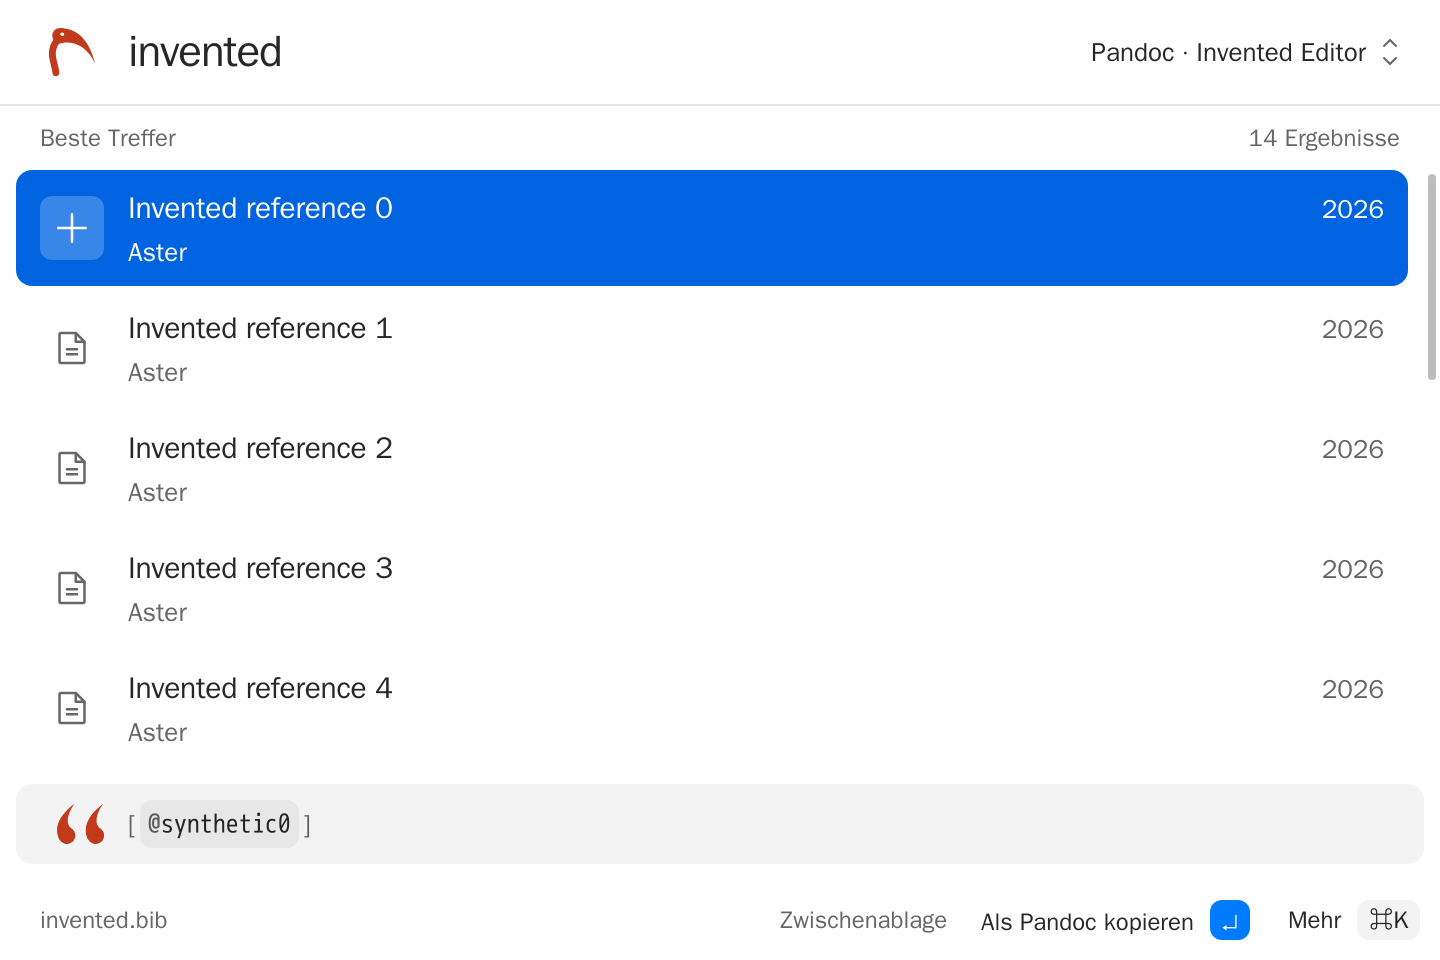 invented
Pandoc · Invented Editor
Beste Treffer
14 Ergebnisse
Invented reference 0
2026
Aster
Invented reference 1
2026
Aster
Invented reference 2
2026
Aster
Invented reference 3
2026
Aster
Invented reference 4
2026
Aster
[ @synthetic0 ]
invented.bib
Zwischenablage
Als Pandoc kopieren ↵
Mehr ⌘K